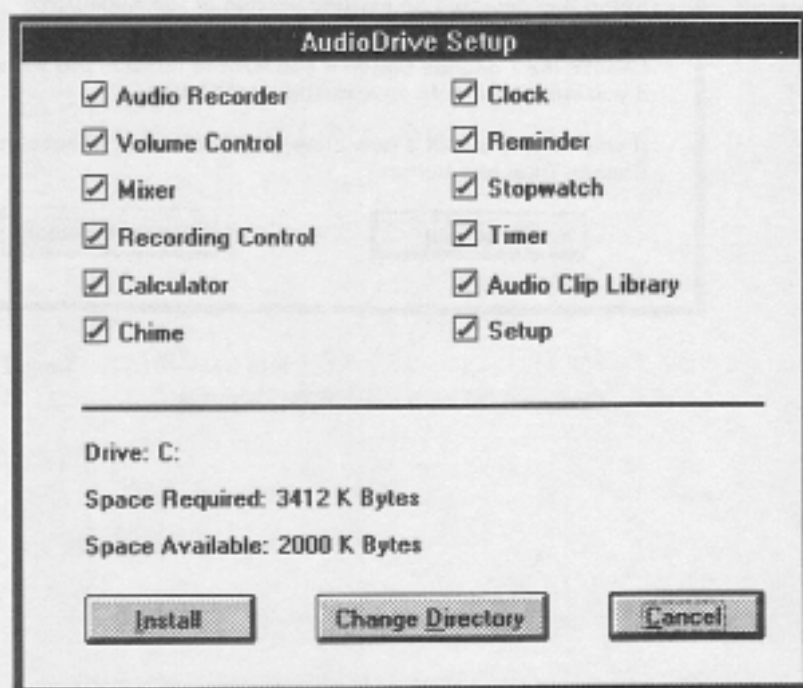 AudioDrive Setup
Audio Recorder
Volume Control
Mixer
Recording Control
Calculator
Chime
Clock
Reminder
Stopwatch
Timer
Audio Clip Library
Setup
Drive: C:
Space Required: 3412 K Bytes
Space Available: 2000 K Bytes
Install
Change Directory
Cancel